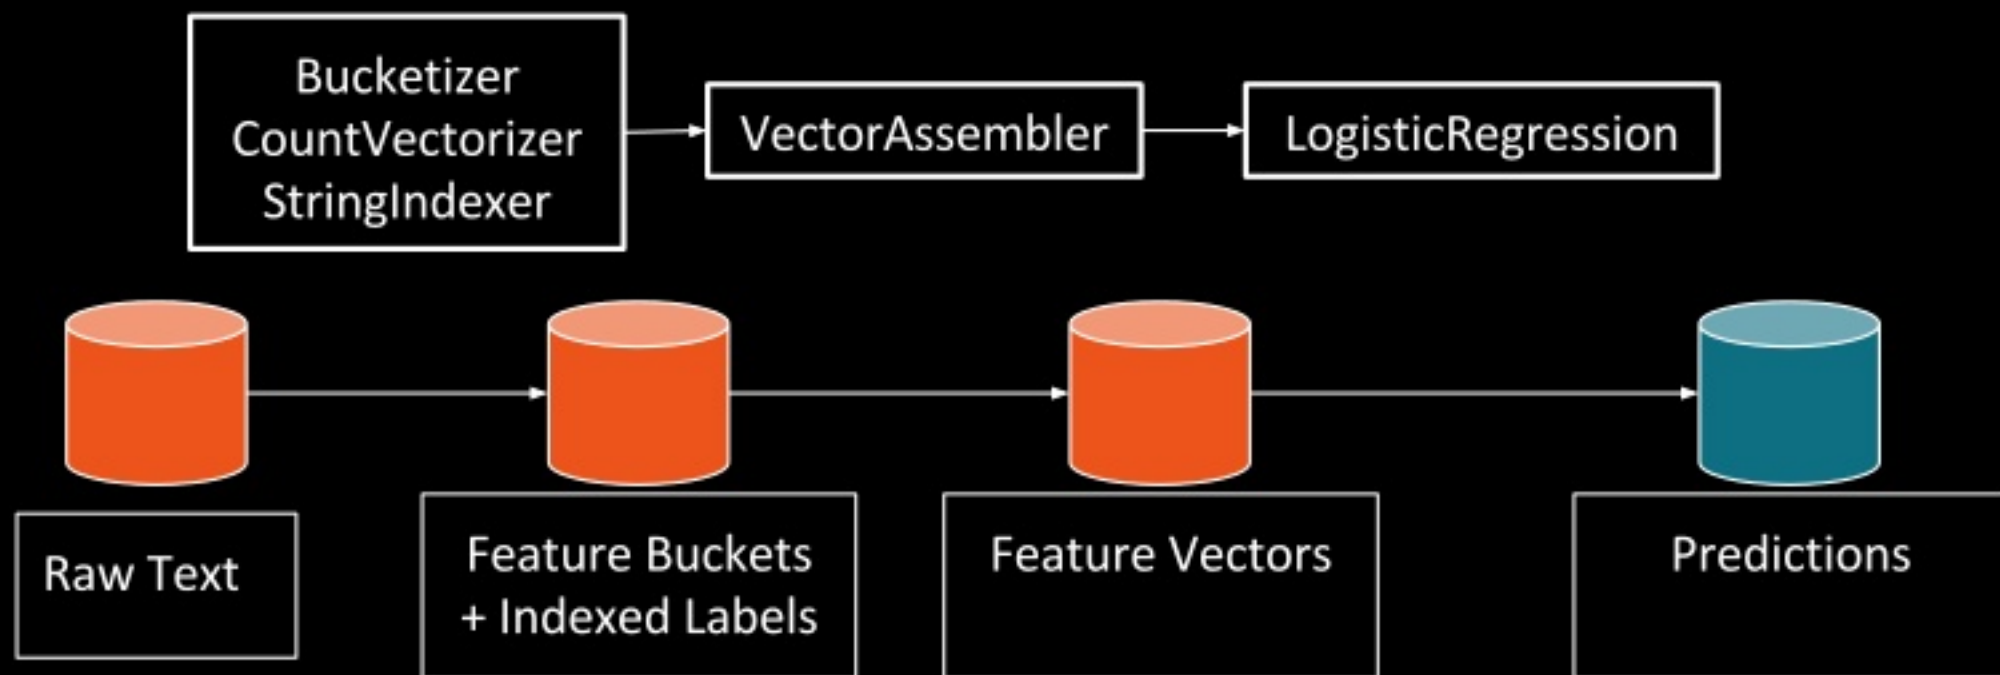 Bucketizer
CountVectorizer
StringIndexer
VectorAssembler
LogisticRegression
Raw Text
Feature Buckets
+ Indexed Labels
Feature Vectors
Predictions